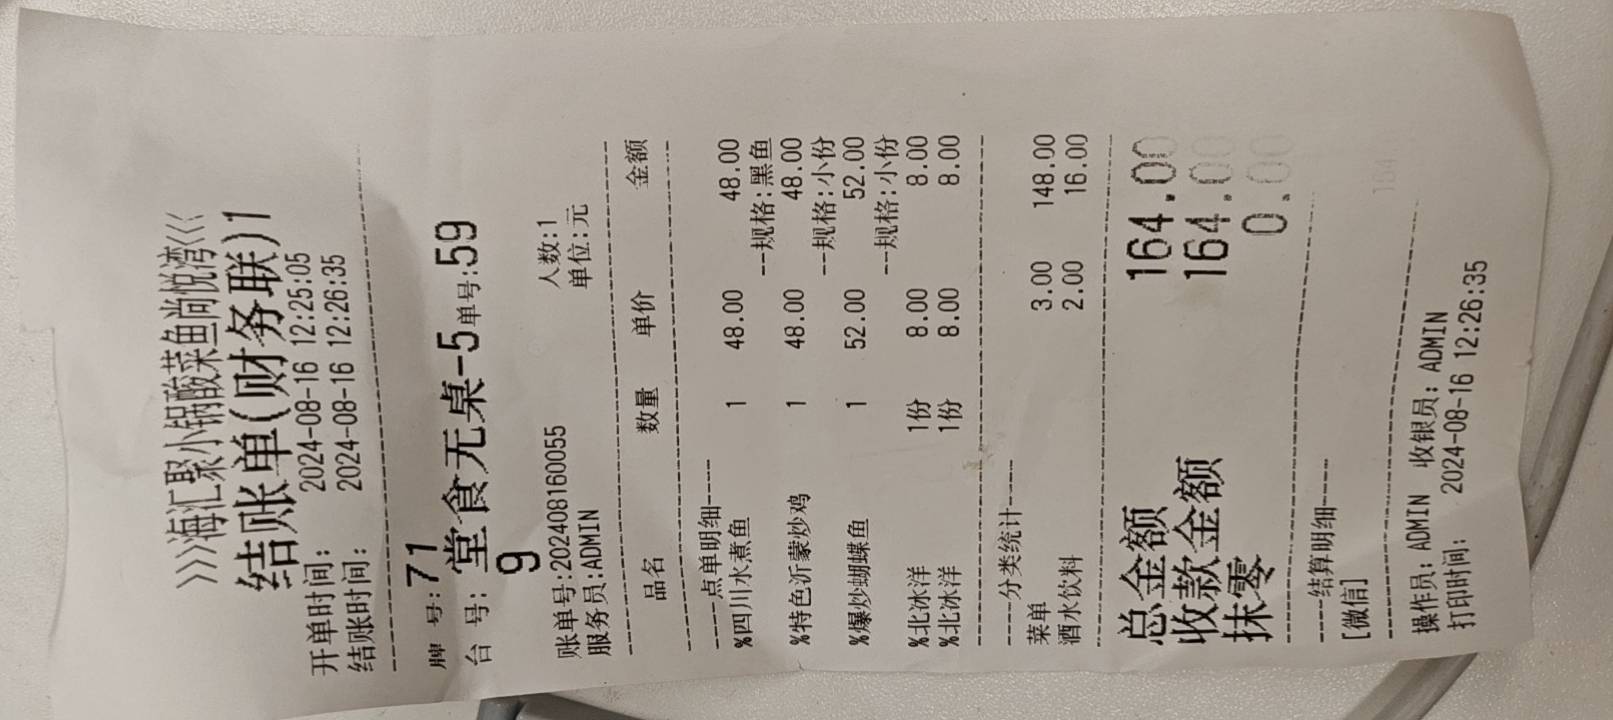 >>>海汇聚小锅酸菜鱼尚悦湾<<<
结账单(财务联)1
开单时间: 2024-08-16 12:25:05
结账时间: 2024-08-16 12:26:35
牌 号:71
台 号: 堂食无桌-5单号:59
9
账单号:202408160055 人数:1
服务员:ADMIN 单位:元
品名 数量 单价 金额
----点单明细----
%四川水煮鱼 1 48.00 48.00
--规格:黑鱼
%特色沂蒙炒鸡 1 48.00 48.00
--规格:小份
%爆炒蝴蝶鱼 1 52.00 52.00
--规格:小份
%北冰洋 1份 8.00 8.00
%北冰洋 1份 8.00 8.00
----分类统计----
菜单 3.00 148.00
酒水饮料 2.00 16.00
总金额 164.00
收款金额 164.00
抹零 0.00
----结算明细----
[微信] 164.0
操作员: ADMIN 收银员: ADMIN
打印时间: 2024-08-16 12:26:35